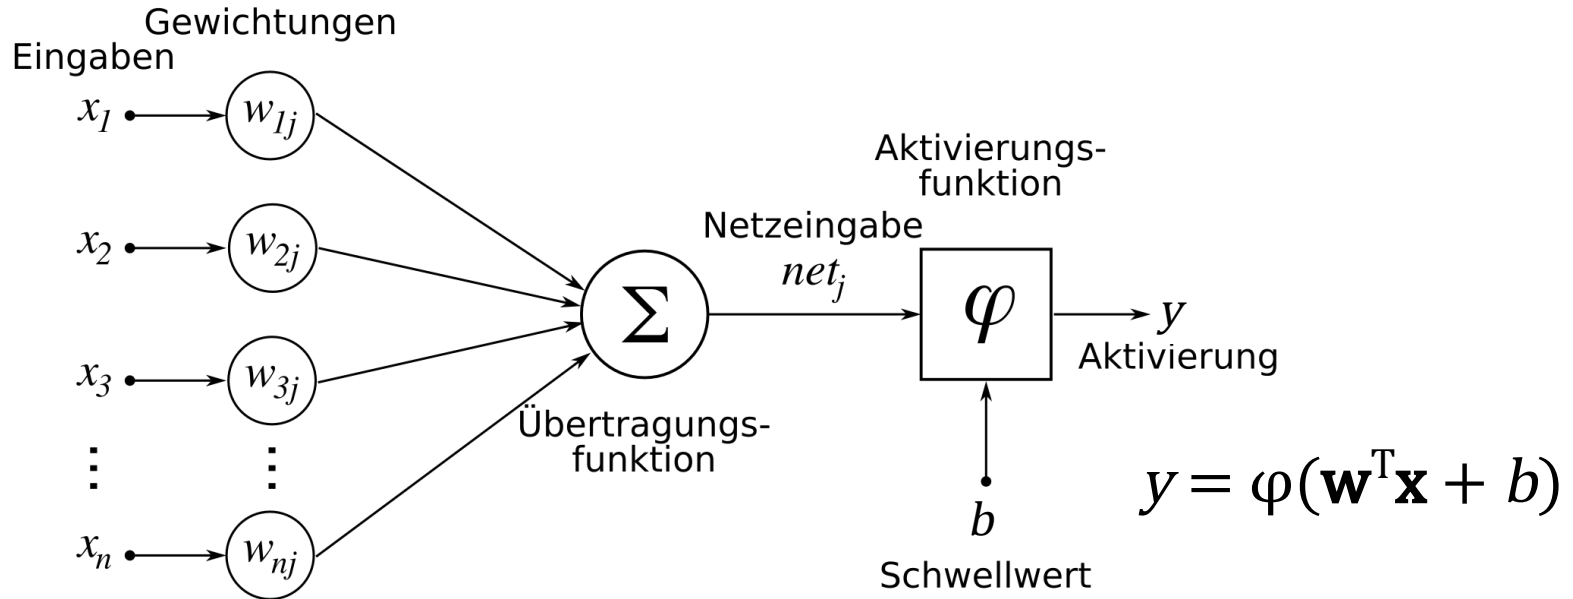 Gewichtungen
Eingaben
x₁ w₁ⱼ
x₂ w₂ⱼ
x₃ w₃ⱼ
⋮ ⋮
xₙ wₙⱼ
Σ
Übertragungs-
funktion
Netzeingabe
netⱼ
Aktivierungs-
funktion
φ
y
Aktivierung
b
Schwellwert
y = φ(𝐰ᵀ𝐱 + b)